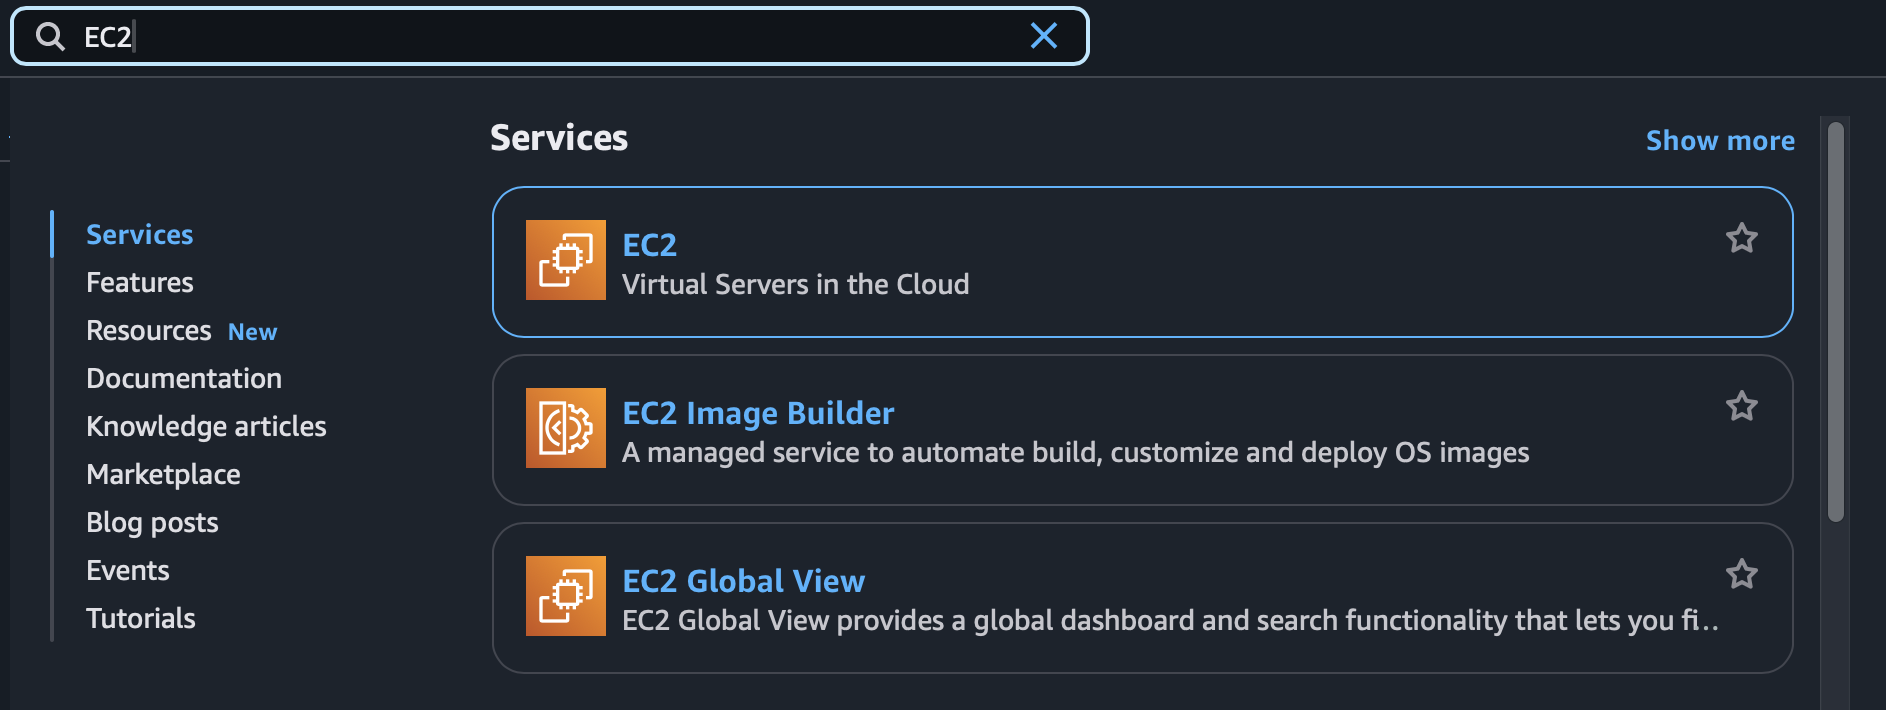 EC2
Services
Features
Resources New
Documentation
Knowledge articles
Marketplace
Blog posts
Events
Tutorials
Services
Show more
EC2
Virtual Servers in the Cloud
EC2 Image Builder
A managed service to automate build, customize and deploy OS images
EC2 Global View
EC2 Global View provides a global dashboard and search functionality that lets you fi..